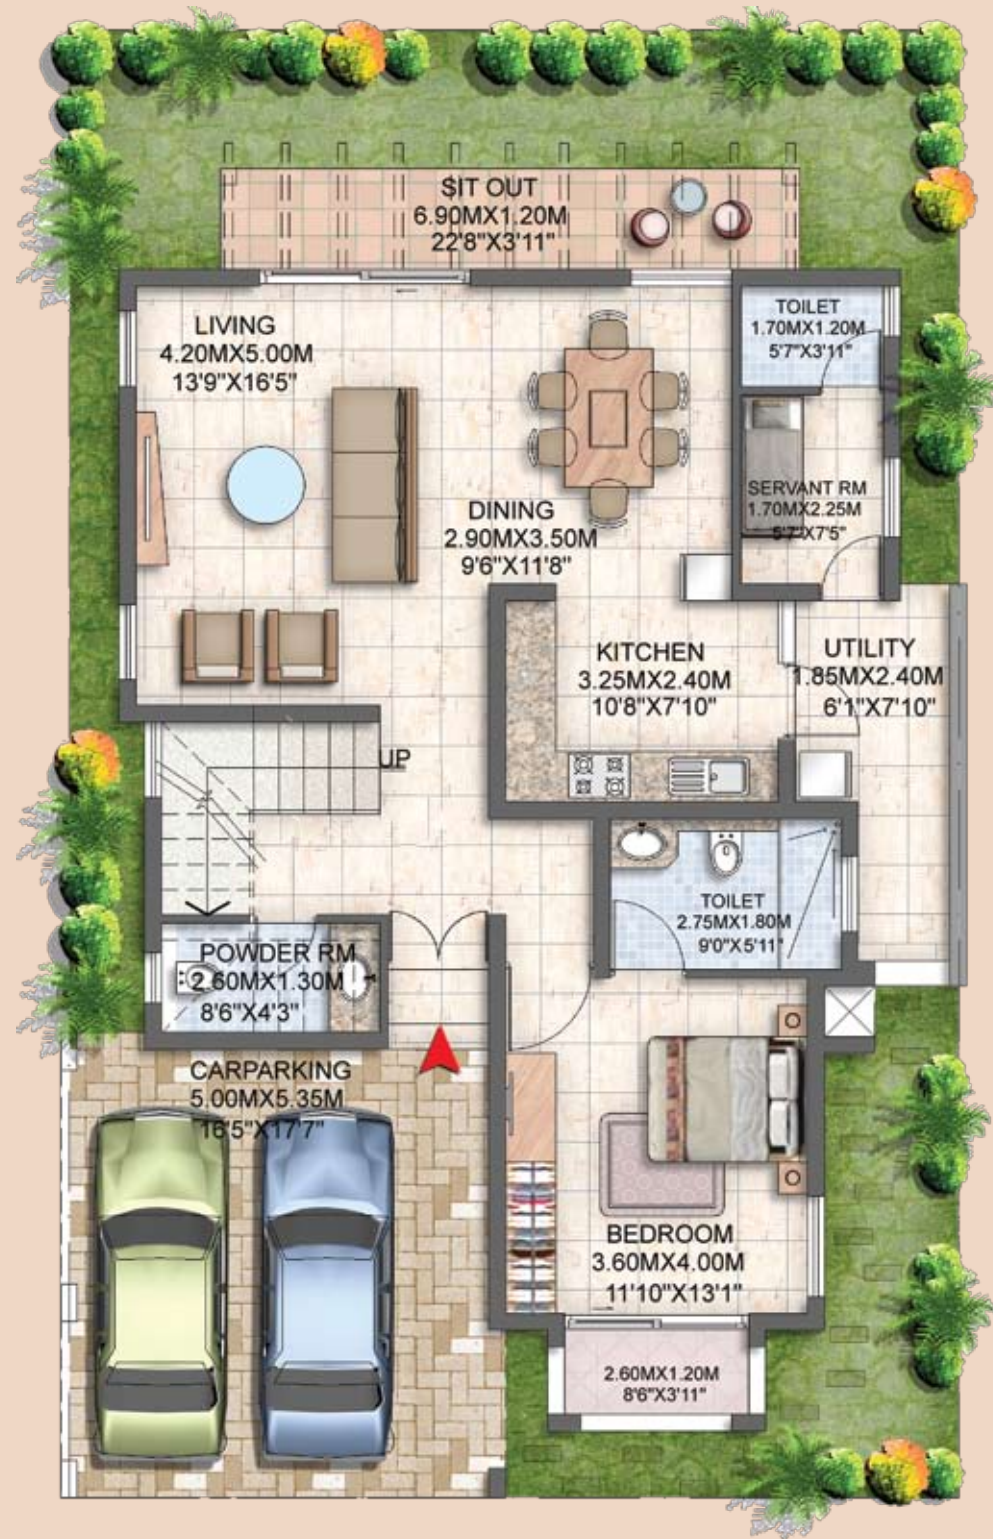 SIT OUT
6.90MX1.20M
22'8"X3'11"
LIVING
4.20MX5.00M
13'9"X16'5"
TOILET
1.70MX1.20M
5'7"X3'11"
SERVANT RM
1.70MX2.25M
5'7"X7'5"
DINING
2.90MX3.50M
9'6"X11'8"
KITCHEN
3.25MX2.40M
10'8"X7'10"
UTILITY
1.85MX2.40M
6'1"X7'10"
UP
TOILET
2.75MX1.80M
9'0"X5'11"
POWDER RM
2.60MX1.30M
8'6"X4'3"
CARPARKING
5.00MX5.35M
16'5"X17'7"
BEDROOM
3.60MX4.00M
11'10"X13'1"
2.60MX1.20M
8'6"X3'11"